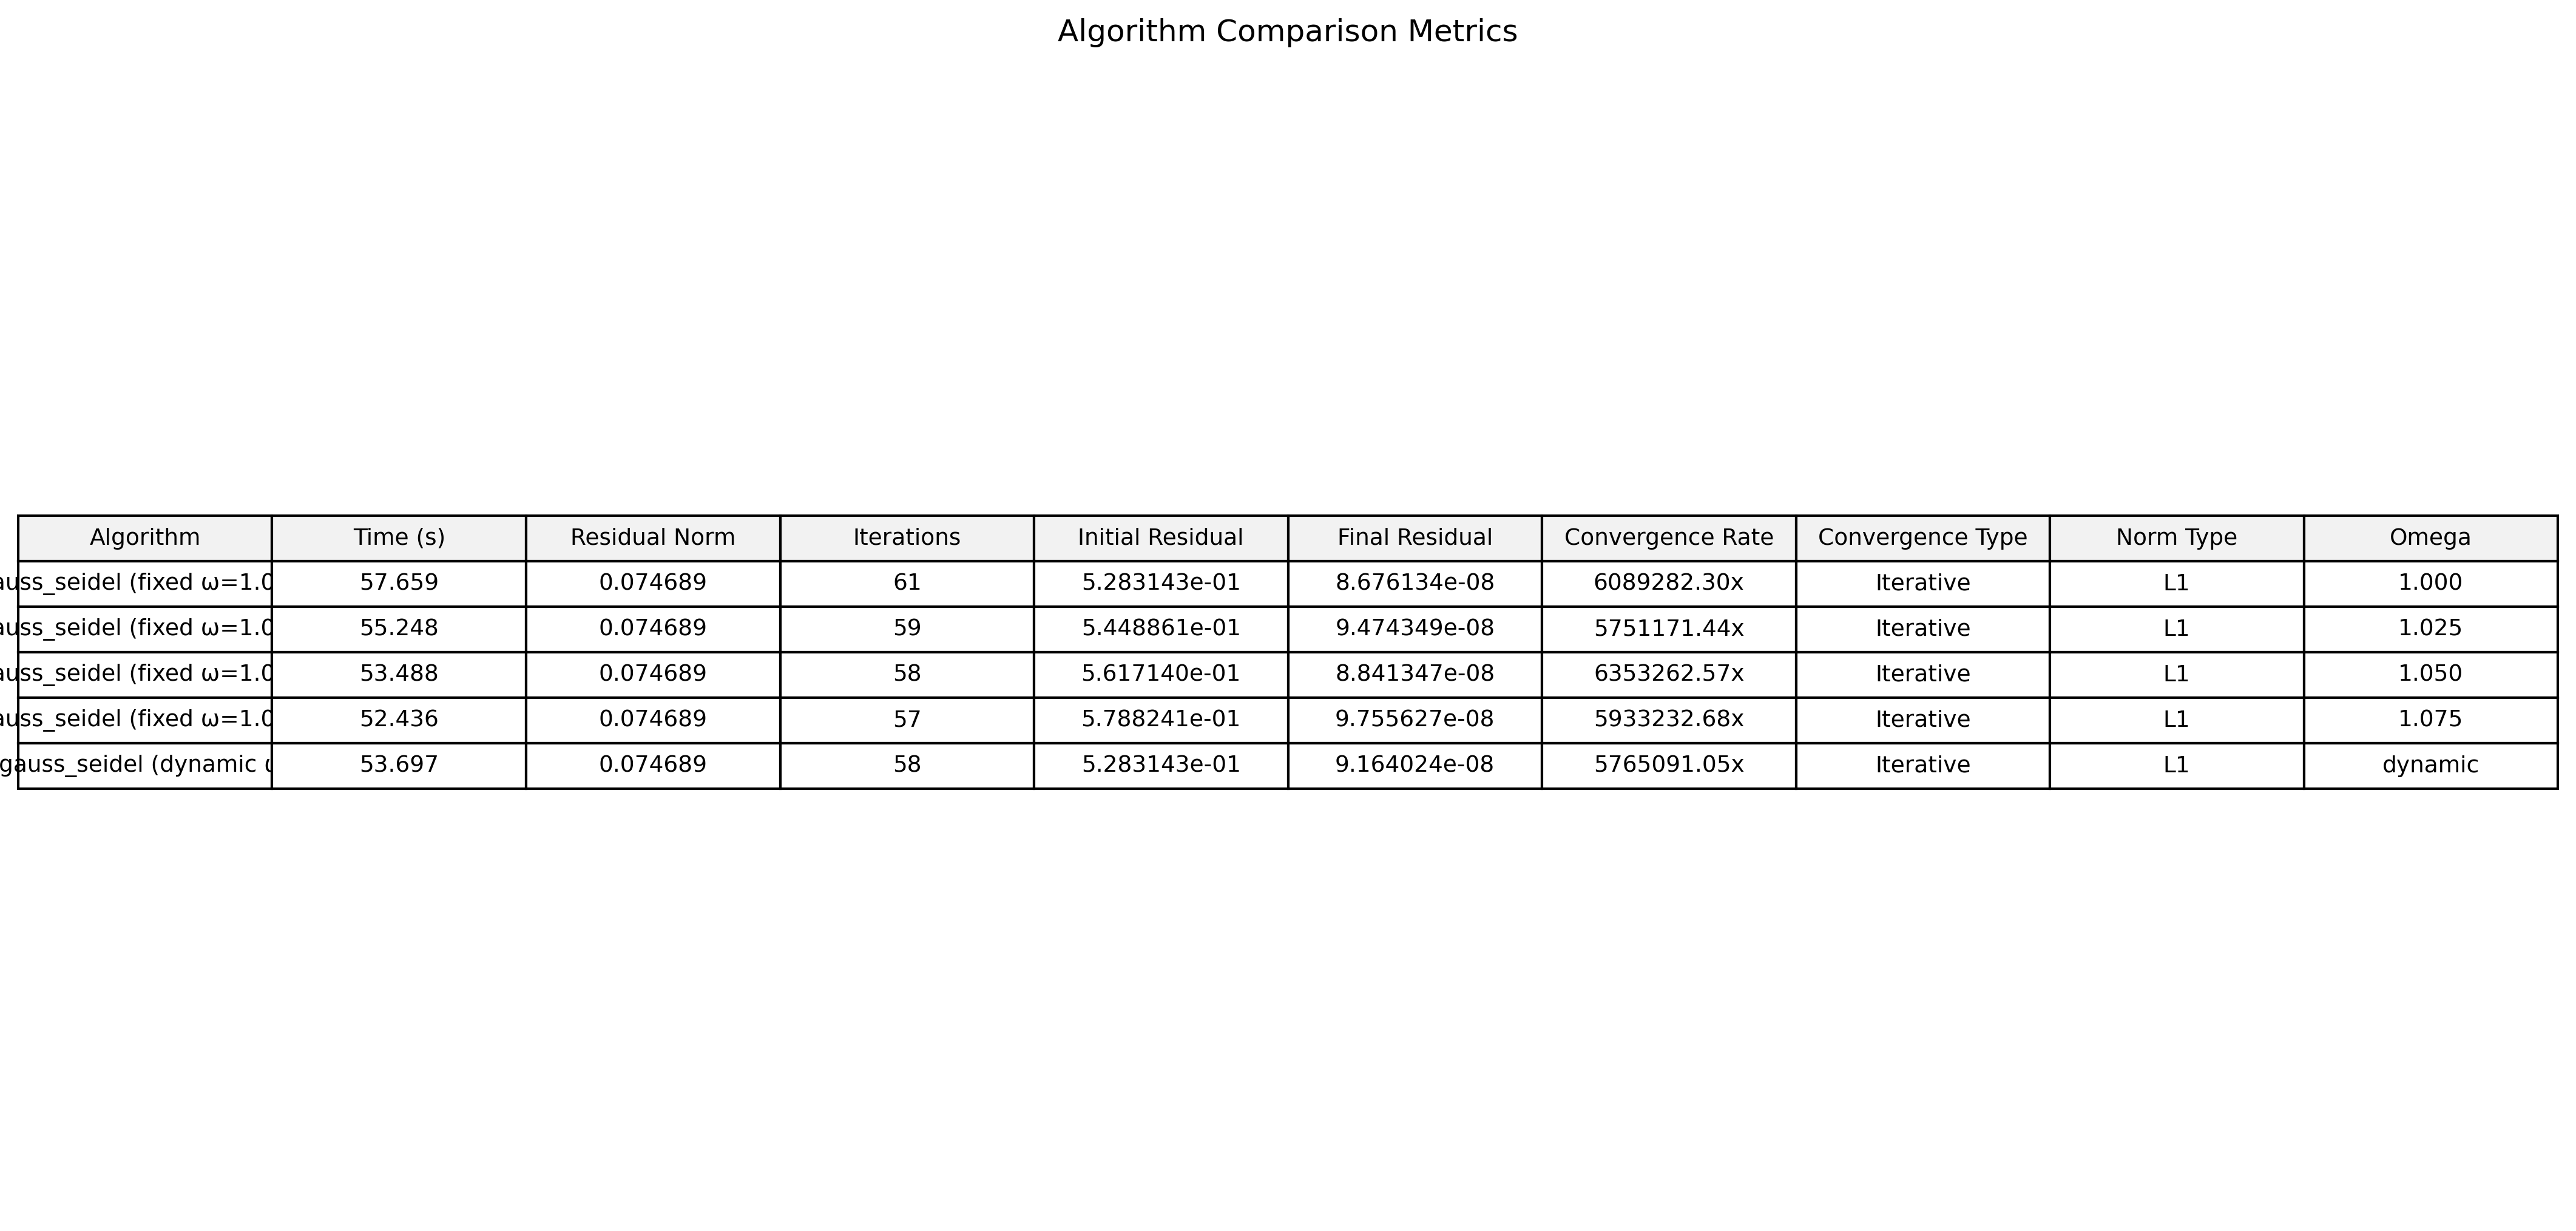 Algorithm Comparison Metrics
Algorithm Time (s) Residual Norm Iterations Initial Residual Final Residual Convergence Rate Convergence Type Norm Type Omega
auss_seidel (fixed ω=1.0 57.659 0.074689 61 5.283143e-01 8.676134e-08 6089282.30x Iterative L1 1.000
auss_seidel (fixed ω=1.0 55.248 0.074689 59 5.448861e-01 9.474349e-08 5751171.44x Iterative L1 1.025
auss_seidel (fixed ω=1.0 53.488 0.074689 58 5.617140e-01 8.841347e-08 6353262.57x Iterative L1 1.050
auss_seidel (fixed ω=1.0 52.436 0.074689 57 5.788241e-01 9.755627e-08 5933232.68x Iterative L1 1.075
gauss_seidel (dynamic 53.697 0.074689 58 5.283143e-01 9.164024e-08 5765091.05x Iterative L1 dynamic